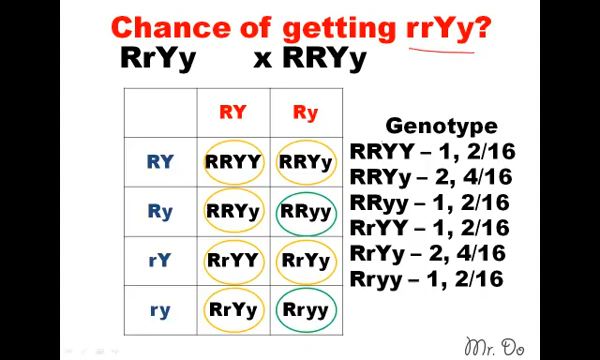 Chance of getting rrYy?
RrYy x RRYy
RY Ry
RY RRYY RRYy
Ry RRYy RRyy
rY RrYY RrYy
ry RrYy Rryy
Genotype
RRYY – 1, 2/16
RRYy – 2, 4/16
RRyy – 1, 2/16
RrYY – 1, 2/16
RrYy – 2, 4/16
Rryy – 1, 2/16
Mr. Do